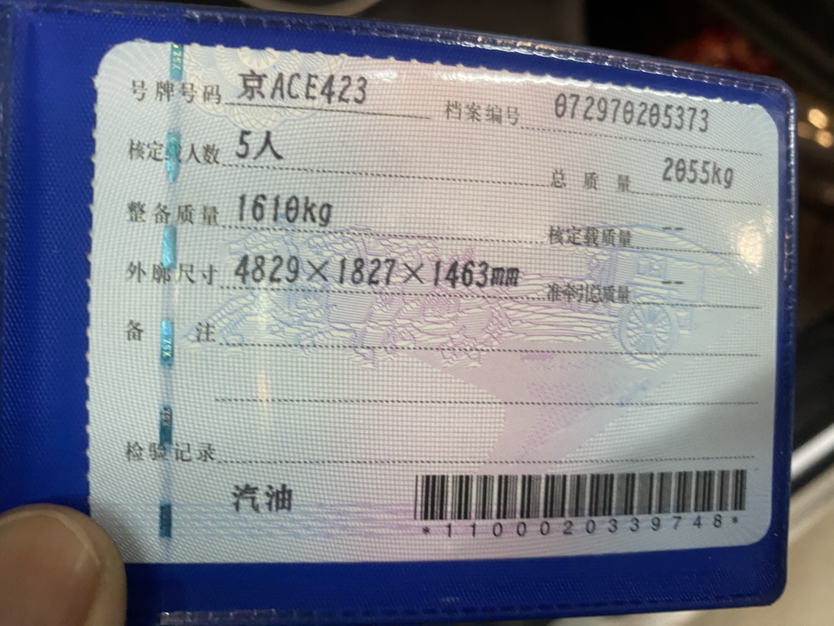 号牌号码 京ACE423 档案编号 072970205373
核定载人数 5人 总质量 2055kg
整备质量 1610kg 核定载质量 --
外廓尺寸 4829×1827×1463mm 准牵引总质量 --
备注
检验记录
汽油
*1100020339748*